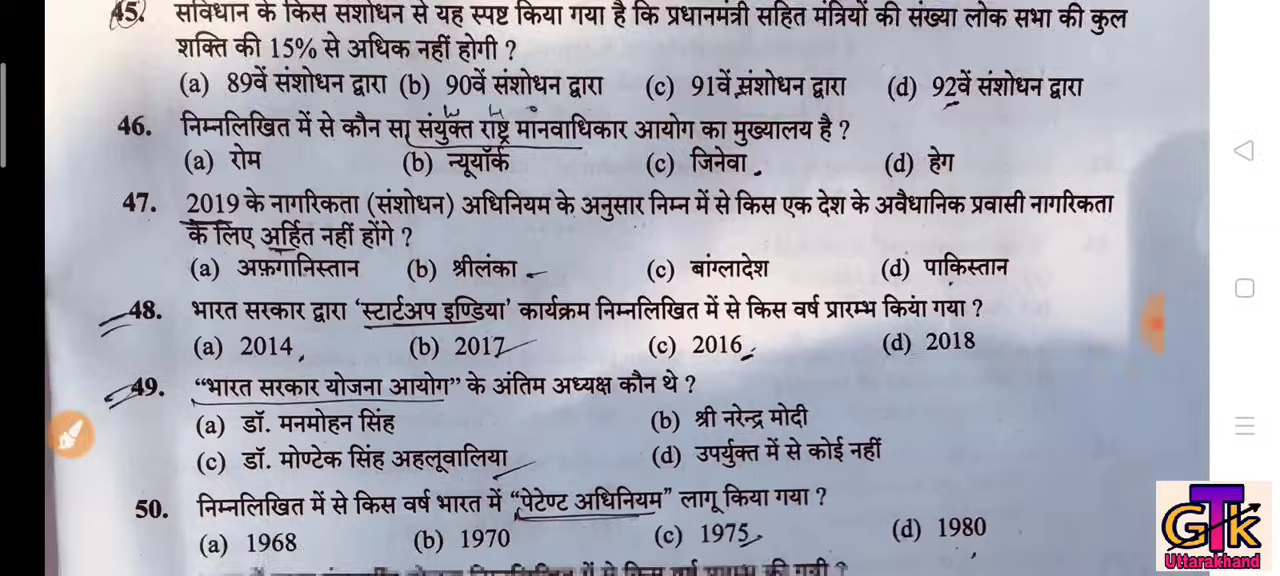 45. संविधान के किस संशोधन से यह स्पष्ट किया गया है कि प्रधानमंत्री सहित मंत्रियों की संख्या लोक सभा की कुल
शक्ति की 15% से अधिक नहीं होगी ?
(a) 89वें संशोधन द्वारा (b) 90वें संशोधन द्वारा (c) 91वें संशोधन द्वारा (d) 92वें संशोधन द्वारा
46. निम्नलिखित में से कौन सा संयुक्त राष्ट्र मानवाधिकार आयोग का मुख्यालय है ?
(a) रोम (b) न्यूयॉर्क (c) जिनेवा (d) हेग
47. 2019 के नागरिकता (संशोधन) अधिनियम के अनुसार निम्न में से किस एक देश के अवैधानिक प्रवासी नागरिकता
के लिए अर्हित नहीं होंगे ?
(a) अफ़गानिस्तान (b) श्रीलंका (c) बांग्लादेश (d) पाकिस्तान
48. भारत सरकार द्वारा ‘स्टार्टअप इण्डिया’ कार्यक्रम निम्नलिखित में से किस वर्ष प्रारम्भ किया गया ?
(a) 2014 (b) 2017 (c) 2016 (d) 2018
49. “भारत सरकार योजना आयोग” के अंतिम अध्यक्ष कौन थे ?
(a) डॉ. मनमोहन सिंह (b) श्री नरेन्द्र मोदी
(c) डॉ. मोण्टेक सिंह अहलूवालिया (d) उपर्युक्त में से कोई नहीं
50. निम्नलिखित में से किस वर्ष भारत में “पेटेण्ट अधिनियम” लागू किया गया ?
(a) 1968 (b) 1970 (c) 1975 (d) 1980
GTK
Uttarakhand